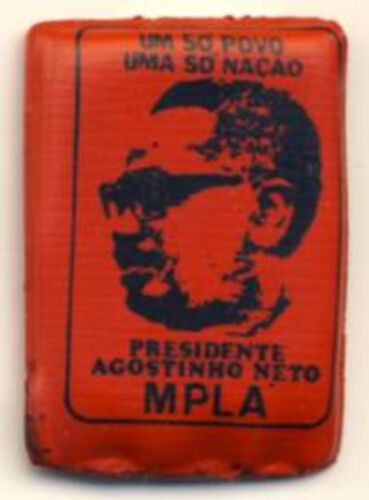 UM SÓ POVO
UMA SÓ NAÇÃO
PRESIDENTE
AGOSTINHO NETO
MPLA